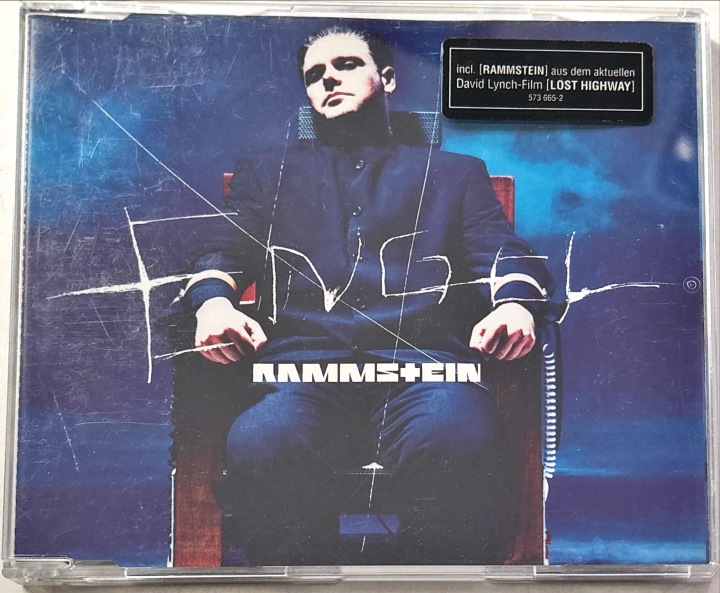 incl. [RAMMSTEIN] aus dem aktuellen
David Lynch-Film [LOST HIGHWAY]
573 665-2
ENGEL
RAMMSTEIN